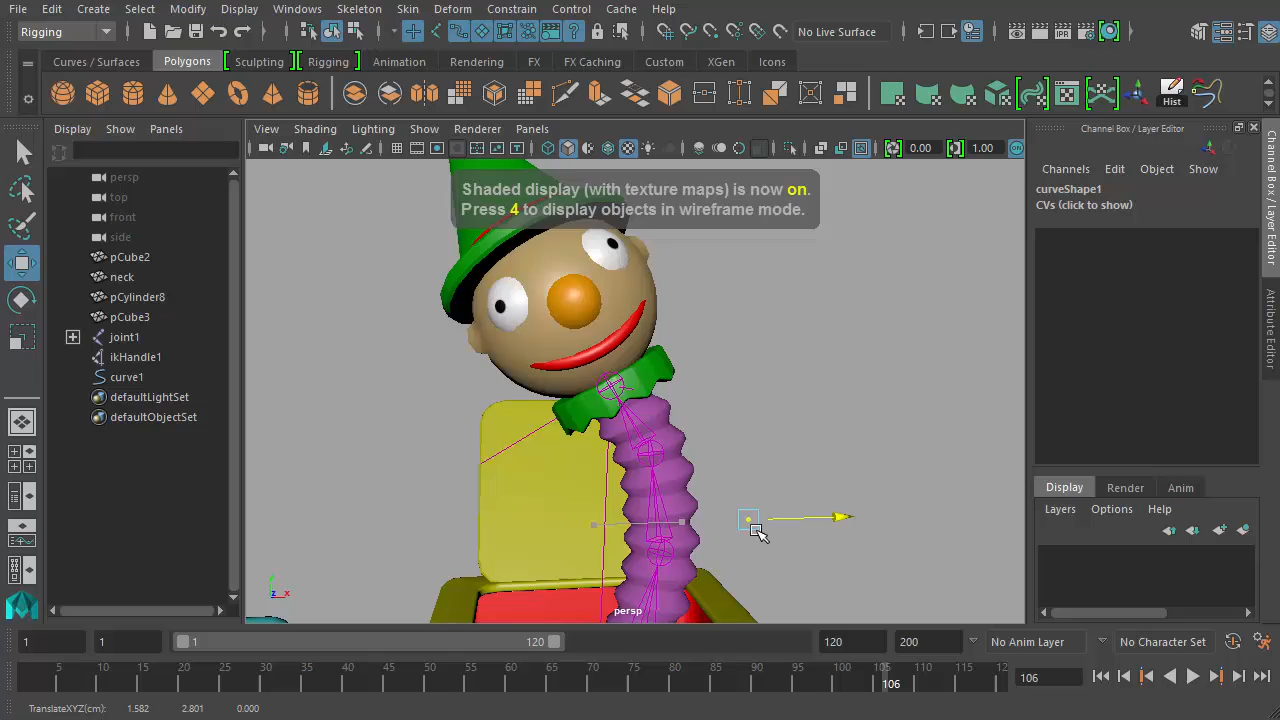 File Edit Create Select Modify Display Windows Skeleton Skin Deform Constrain Control Cache Help
Rigging No Live Surface
Curves / Surfaces Polygons Sculpting Rigging Animation Rendering FX FX Caching Custom XGen Icons
Hist
Display Show Panels
View Shading Lighting Show Renderer Panels
Channel Box / Layer Editor
0.00 1.00
Channels Edit Object Show
curveShape1
CVs (click to show)
persp
top
front
side
pCube2
neck
pCylinder8
pCube3
joint1
ikHandle1
curve1
defaultLightSet
defaultObjectSet
Shaded display (with texture maps) is now on.
Press 4 to display objects in wireframe mode.
y
z x
persp
Channel Box / Layer Editor
Attribute Editor
Display Render Anim
Layers Options Help
1 1 1 120 120 200 No Anim Layer No Character Set
5 10 15 20 25 30 35 40 45 50 55 60 65 70 75 80 85 90 95 100 105 110 115 12
106 106
TranslateXYZ(cm): 1.582 2.801 0.000